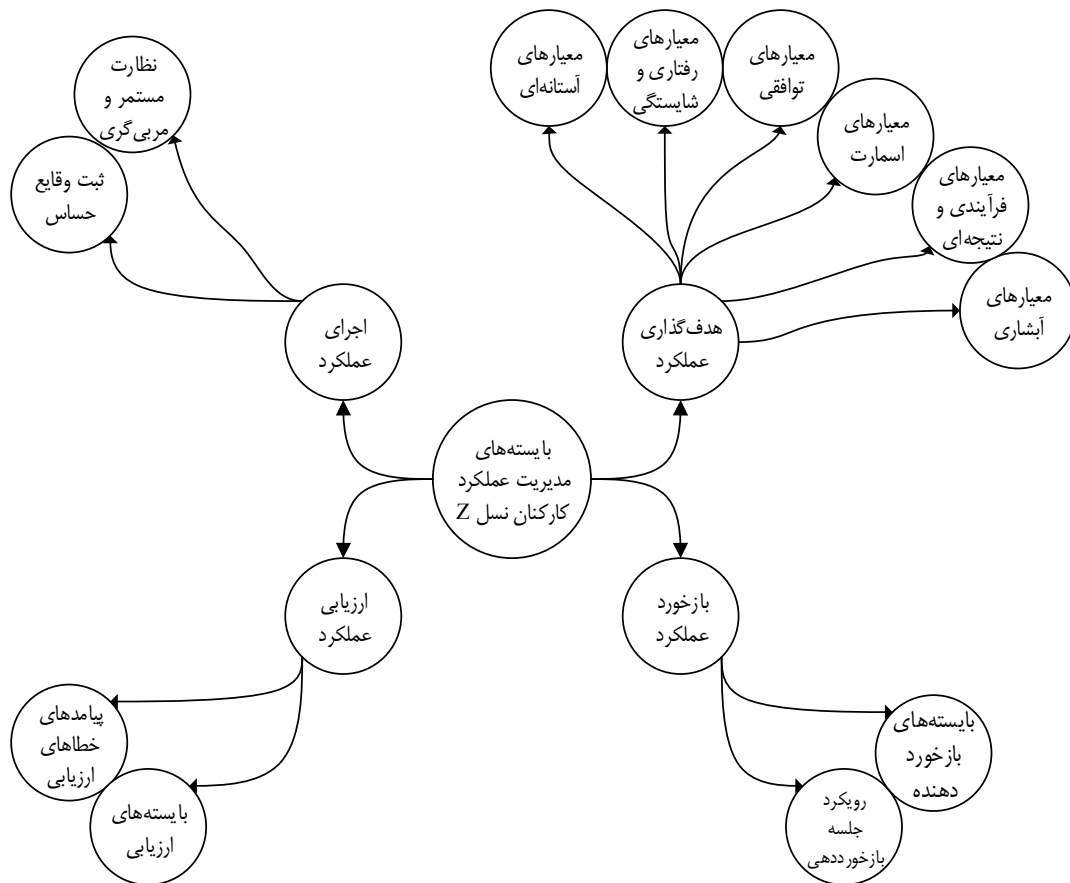 معیارهای
آستانه‌ای
معیارهای
رفتاری و
شایستگی
معیارهای
توافقی
معیارهای
اسمارت
معیارهای
فرآیندی و
نتیجه‌ای
معیارهای
آبشاری
نظارت
مستمر و
مربی‌گری
ثبت وقایع
حساس
هدف‌گذاری
عملکرد
اجرای
عملکرد
بایسته‌های
مدیریت عملکرد
کارکنان نسل Z
بازخورد
عملکرد
ارزیابی
عملکرد
بایسته‌های
بازخورد
دهنده
رویکرد
جلسه
بازخورددهی
پیامدهای
خطاهای
ارزیابی
بایسته‌های
ارزیابی